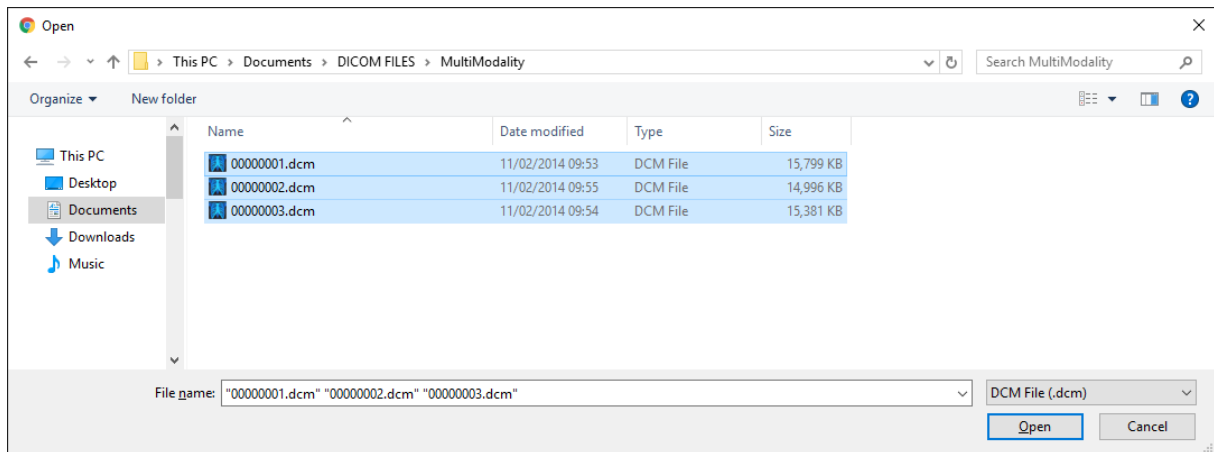 Open
This PC > Documents > DICOM FILES > MultiModality
Search MultiModality
Organize
New folder
Name Date modified Type Size
This PC
Desktop
Documents
Downloads
Music
00000001.dcm 11/02/2014 09:53 DCM File 15,799 KB
00000002.dcm 11/02/2014 09:55 DCM File 14,996 KB
00000003.dcm 11/02/2014 09:54 DCM File 15,381 KB
File name: "00000001.dcm" "00000002.dcm" "00000003.dcm"
DCM File (.dcm)
Open Cancel